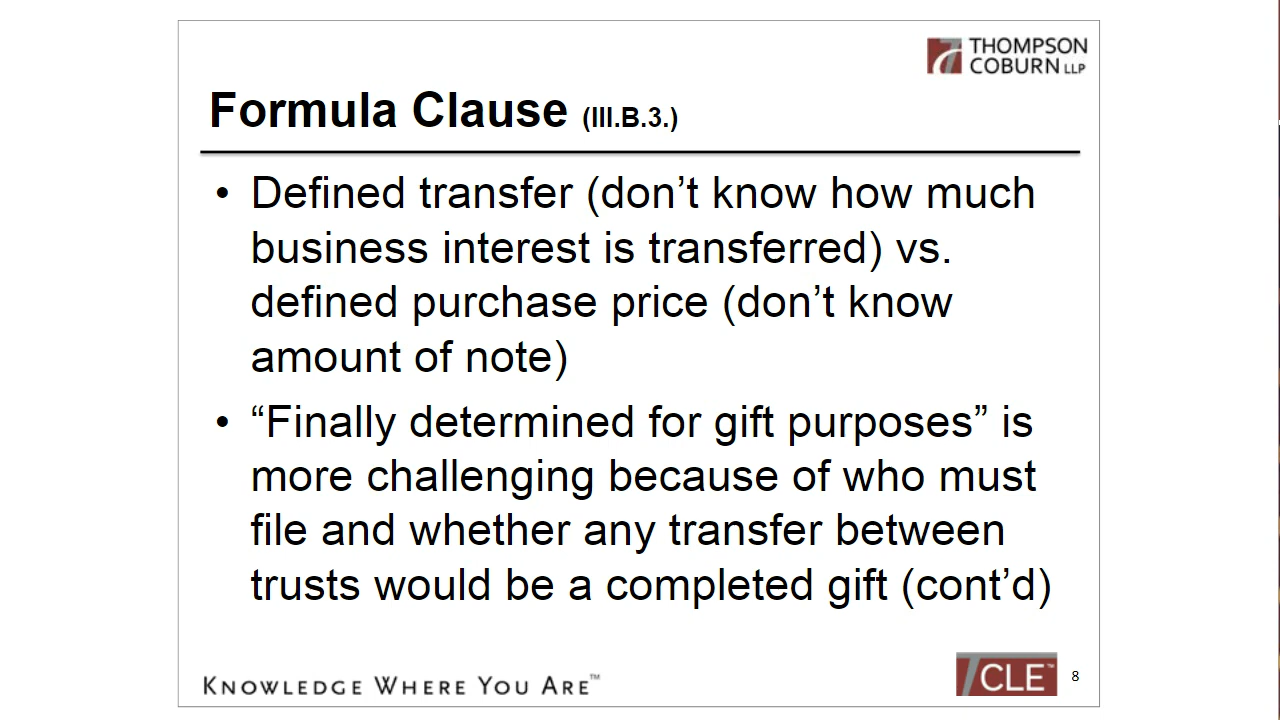 THOMPSON
COBURN LLP
Formula Clause (III.B.3.)
• Defined transfer (don’t know how much
business interest is transferred) vs.
defined purchase price (don’t know
amount of note)
• “Finally determined for gift purposes” is
more challenging because of who must
file and whether any transfer between
trusts would be a completed gift (cont’d)
KNOWLEDGE WHERE YOU ARE™
TCLE™ 8